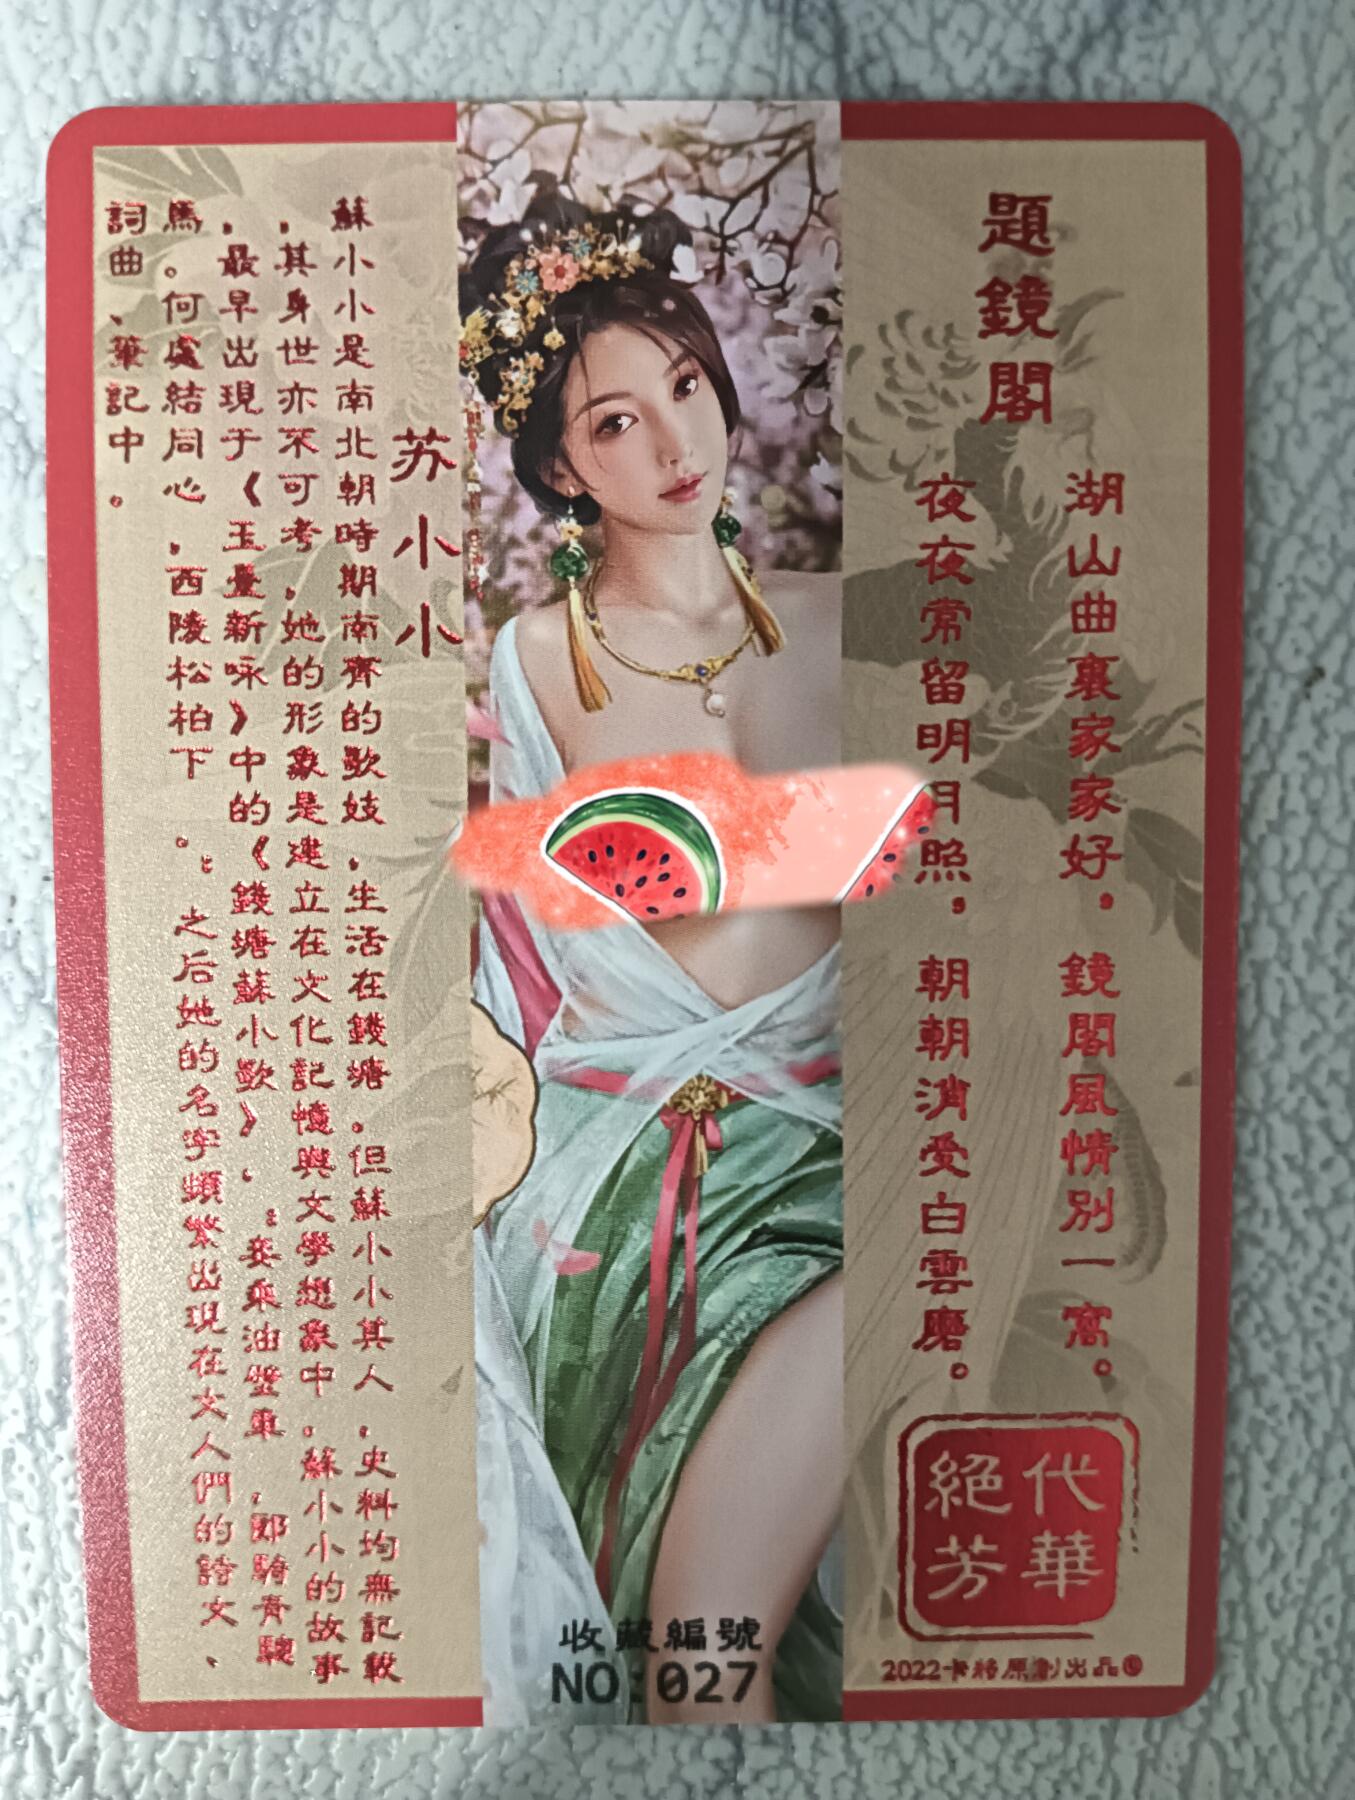 題鏡閣
湖山曲裏家家好，鏡閣風情別一窩。
夜夜常留明月照，朝朝消受白雲磨。
代華
絕芳
2022卡格原創出品
苏小小
蘇小小是南北朝時期南齊的歌妓，生活在錢塘。但蘇小小其人，史料均無記載
，其身世亦不可考，她的形象是建立在文化記憶與文學想象中。蘇小小的故事
，最早出現于《玉臺新咏》中的《錢塘蘇小歌》，：妾乘油壁車，郎騎青驄
馬。何處結同心，西陵松柏下。：之后她的名字頻繁出現在文人們的詩文、
詞曲、筆記中。
收藏編號
NO:027